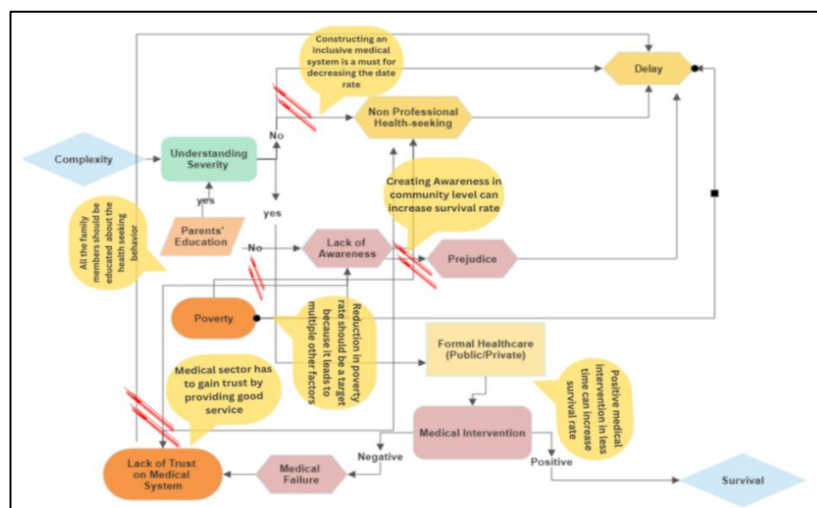 Constructing an
inclusive medical
system is a must for
decreasing the date
rate
Delay
Non Professional
Health-seeking
No
Complexity
Understanding
Severity
yes
yes
Creating Awareness in
community level can
increase survival rate
All the family
members should be
educated about the
health seeking
behavior
Parents'
Education
No
Lack of
Awareness
Prejudice
Poverty
Reduction in poverty
rate should be a target
because it leads to
multiple other factors
Formal Healthcare
(Public/Private)
Medical sector has
to gain trust by
providing good
service
Positive medical
intervention in less
time can increase
survival rate
Medical Intervention
Negative
Positive
Lack of Trust
on Medical
System
Medical
Failure
Survival